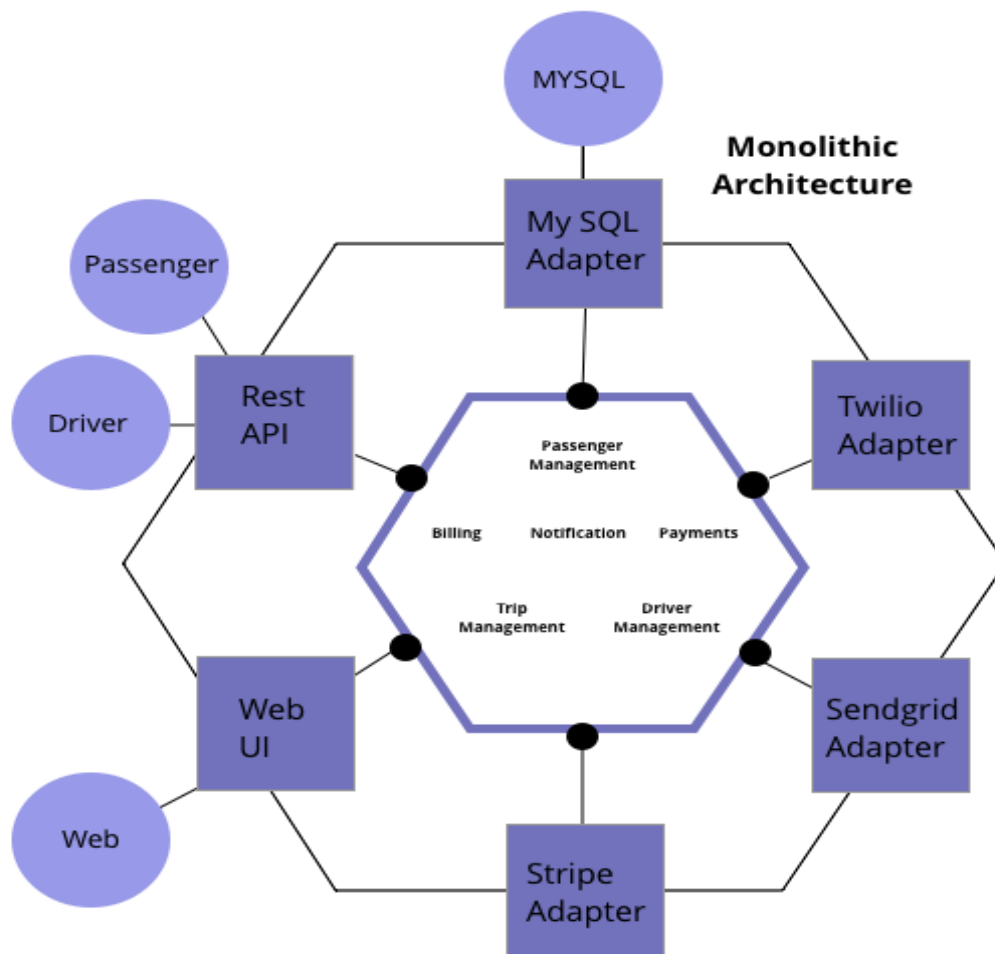 MYSQL
Monolithic
Architecture
My SQL
Adapter
Passenger
Driver
Rest
API
Twilio
Adapter
Passenger
Management
Billing
Notification
Payments
Trip
Management
Driver
Management
Web
UI
Sendgrid
Adapter
Web
Stripe
Adapter